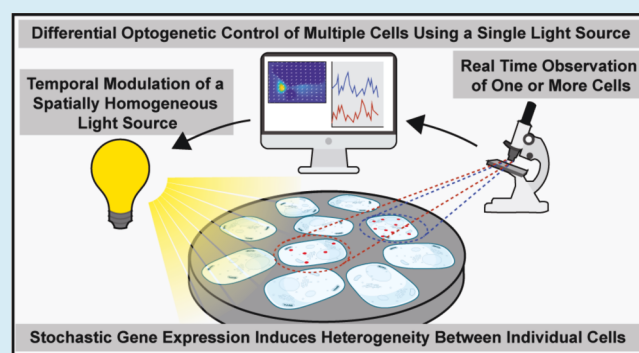 Differential Optogenetic Control of Multiple Cells Using a Single Light Source
Temporal Modulation of a
Spatially Homogeneous
Light Source
Real Time Observation
of One or More Cells
Stochastic Gene Expression Induces Heterogeneity Between Individual Cells